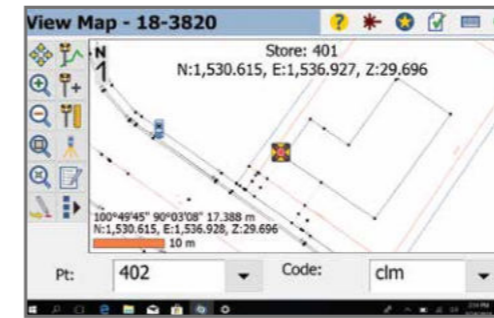 View Map - 18-3820
N
Store: 401
N:1,530.615, E:1,536.927, Z:29.696
100°49'45" 90°03'08" 17.388 m
N:1,530.615, E:1,536.928, Z:29.696
10 m
Pt: 402 Code: clm